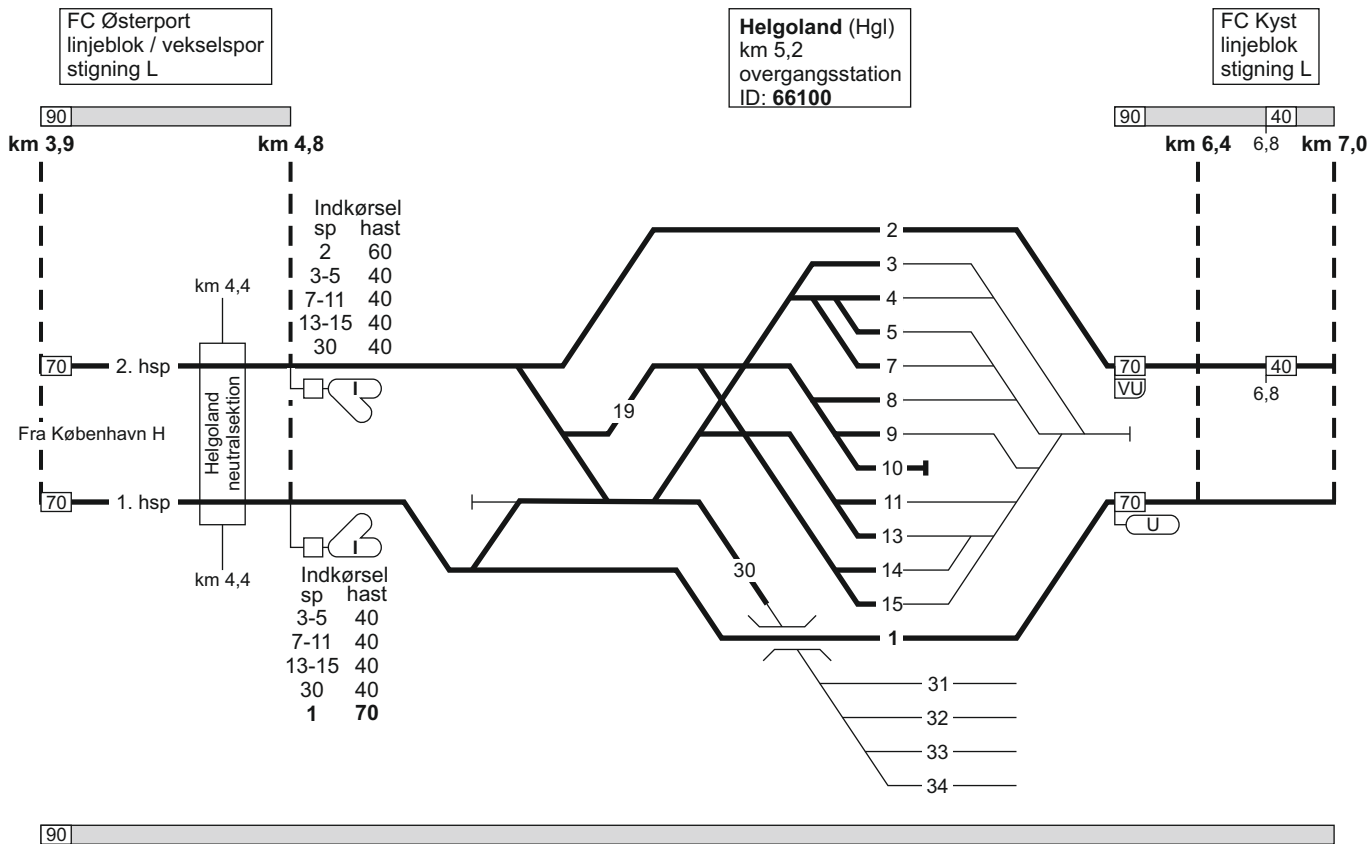 FC Østerport
linjeblok / vekselspor
stigning L
Helgoland (Hgl)
km 5,2
overgangsstation
ID: 66100
FC Kyst
linjeblok
stigning L
90
90 40
km 3,9 km 4,8 km 6,4 6,8 km 7,0
Indkørsel
sp hast
2 60
3-5 40
7-11 40
13-15 40
30 40
km 4,4
2
3
4
5
7
8
9
10
11
13
14
15
1
19
30
70 2. hsp
I
70
VU
40
6,8
Fra København H
Helgoland
neutralsektion
70 1. hsp
I
70
U
km 4,4
Indkørsel
sp hast
3-5 40
7-11 40
13-15 40
30 40
1 70
31
32
33
34
90